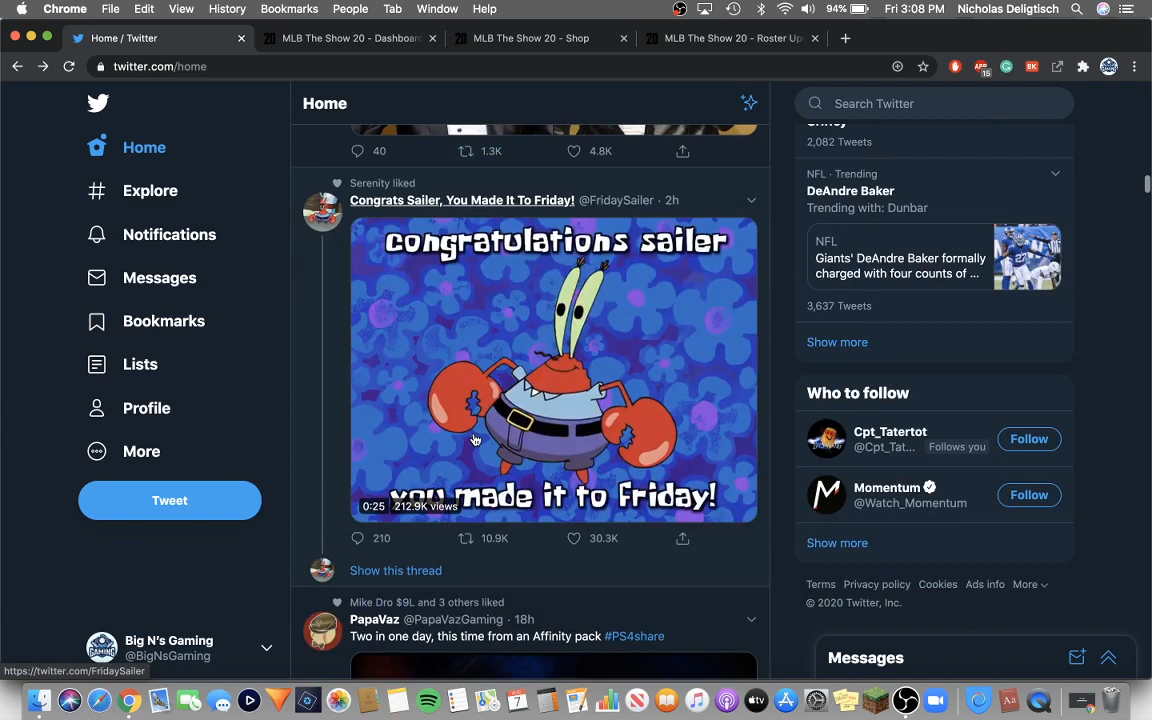 Chrome File Edit View History Bookmarks People Tab Window Help 94% Fri 3:08 PM Nicholas Deligtisch
Home / Twitter
MLB The Show 20 - Dashboar
MLB The Show 20 - Shop
MLB The Show 20 - Roster Up
twitter.com/home
15
BK
Home
Explore
Notifications
Messages
Bookmarks
Lists
Profile
More
Tweet
Big N's Gaming
@BigNsGaming
https://twitter.com/FridaySailer
Home
40 1.3K 4.8K
Serenity liked
Congrats Sailer, You Made It To Friday! @FridaySailer · 2h
congratulations sailer
you made it to Friday!
0:25 212.9K views
210 10.9K 30.3K
Show this thread
Mike Dro $9L and 3 others liked
PapaVaz @PapaVazGaming · 18h
Two in one day, this time from an Affinity pack #PS4share
Search Twitter
2,082 Tweets
NFL · Trending
DeAndre Baker
Trending with: Dunbar
NFL
Giants' DeAndre Baker formally
charged with four counts of ...
3,637 Tweets
Show more
Who to follow
Cpt_Tatertot
@Cpt_Tat... Follows you
Follow
Momentum
@Watch_Momentum
Follow
Show more
Terms Privacy policy Cookies Ads info More
© 2020 Twitter, Inc.
Messages